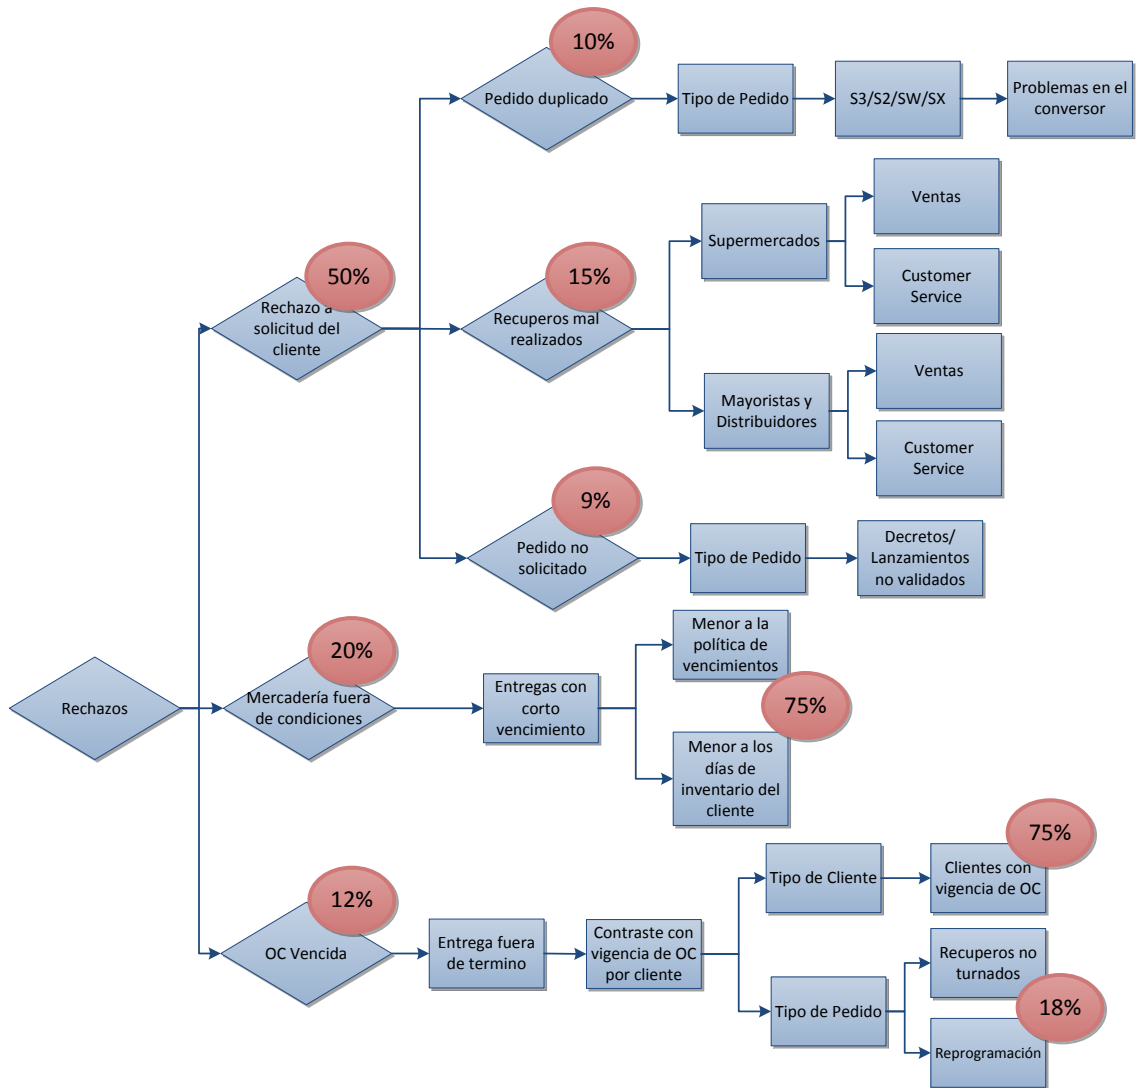 10%
Pedido duplicado
Tipo de Pedido
S3/S2/SW/SX
Problemas en el
conversor
50%
Rechazo a
solicitud del
cliente
15%
Recuperos mal
realizados
Supermercados
Ventas
Customer
Service
Mayoristas y
Distribuidores
Ventas
Customer
Service
9%
Pedido no
solicitado
Tipo de Pedido
Decretos/
Lanzamientos
no validados
Rechazos
20%
Mercadería fuera
de condiciones
Entregas con
corto
vencimiento
Menor a la
política de
vencimientos
75%
Menor a los
días de
inventario del
cliente
12%
OC Vencida
Entrega fuera
de termino
Contraste con
vigencia de OC
por cliente
Tipo de Cliente
75%
Clientes con
vigencia de OC
Tipo de Pedido
Recuperos no
turnados
18%
Reprogramación